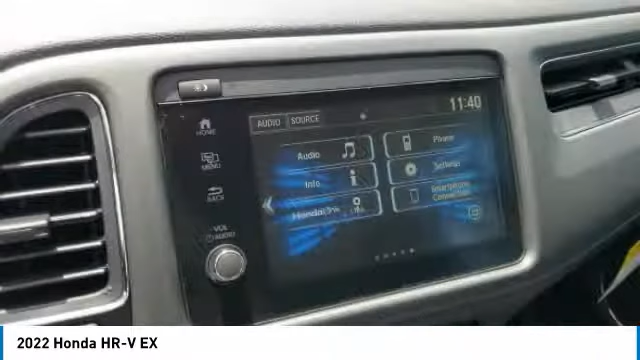 11:40
AUDIO SOURCE
HOME
MENU
BACK
VOL
AUDIO
Audio
Phone
Info
Settings
Smartphone
Connection
2022 Honda HR-V EX